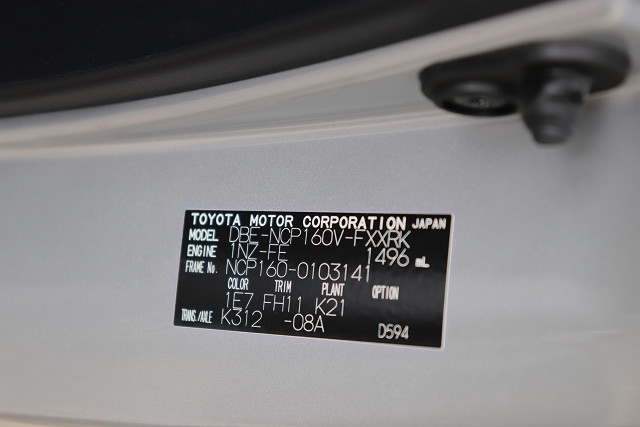 TOYOTA MOTOR CORPORATION JAPAN
MODEL DBE-NCP160V-FXXRK
ENGINE 1NZ-FE 1496 mL
FRAME No. NCP160-0103141
COLOR TRIM PLANT OPTION
1E7 FH11 K21
TRANS./AXLE K312 -08A D594